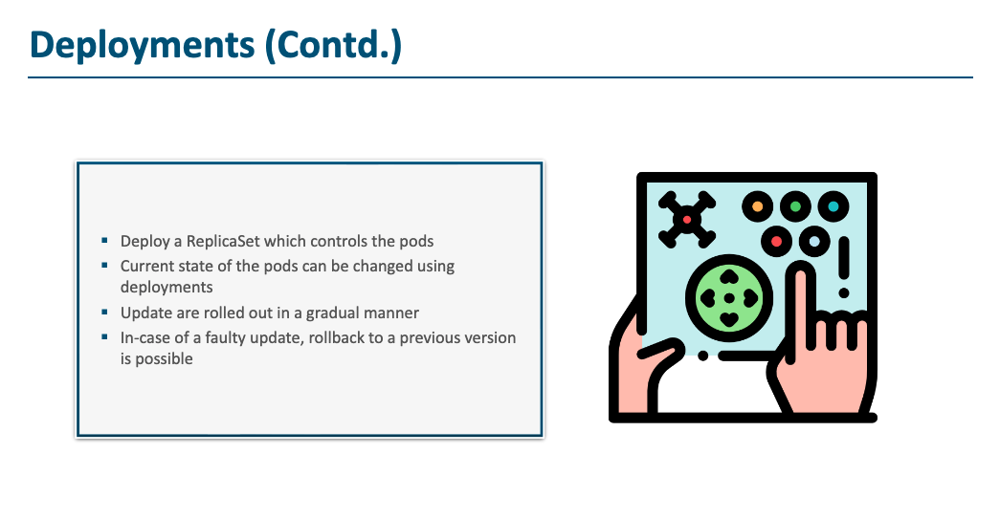 Deployments (Contd.)
▪ Deploy a ReplicaSet which controls the pods
▪ Current state of the pods can be changed using
deployments
▪ Update are rolled out in a gradual manner
▪ In-case of a faulty update, rollback to a previous version
is possible